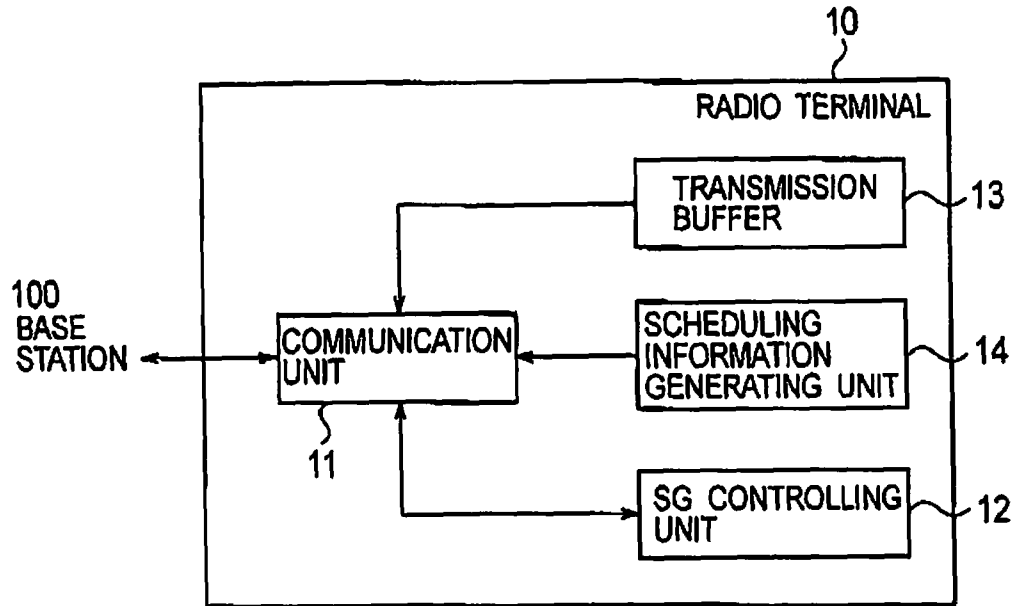 10
RADIO TERMINAL
TRANSMISSION
BUFFER
13
100
BASE
STATION
COMMUNICATION
UNIT
11
SCHEDULING
INFORMATION
GENERATING UNIT
14
SG CONTROLLING
UNIT
12